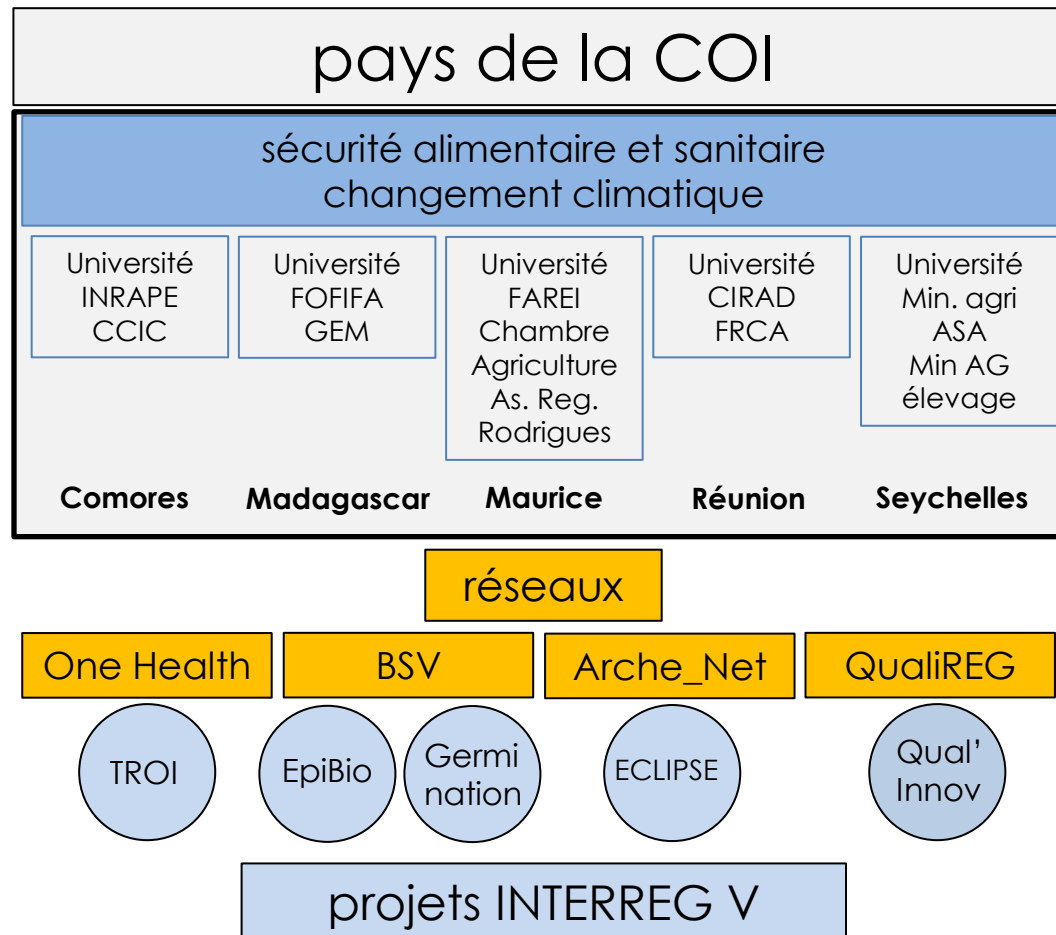 pays de la COI
sécurité alimentaire et sanitaire
changement climatique
Université
INRAPE
CCIC
Université
FOFIFA
GEM
Université
FAREI
Chambre
Agriculture
As. Reg.
Rodrigues
Université
CIRAD
FRCA
Université
Min. agri
ASA
Min AG
élevage
Comores
Madagascar
Maurice
Réunion
Seychelles
réseaux
One Health
BSV
Arche_Net
QualiREG
TROI
EpiBio
Germi
nation
ECLIPSE
Qual'
Innov
projets INTERREG V